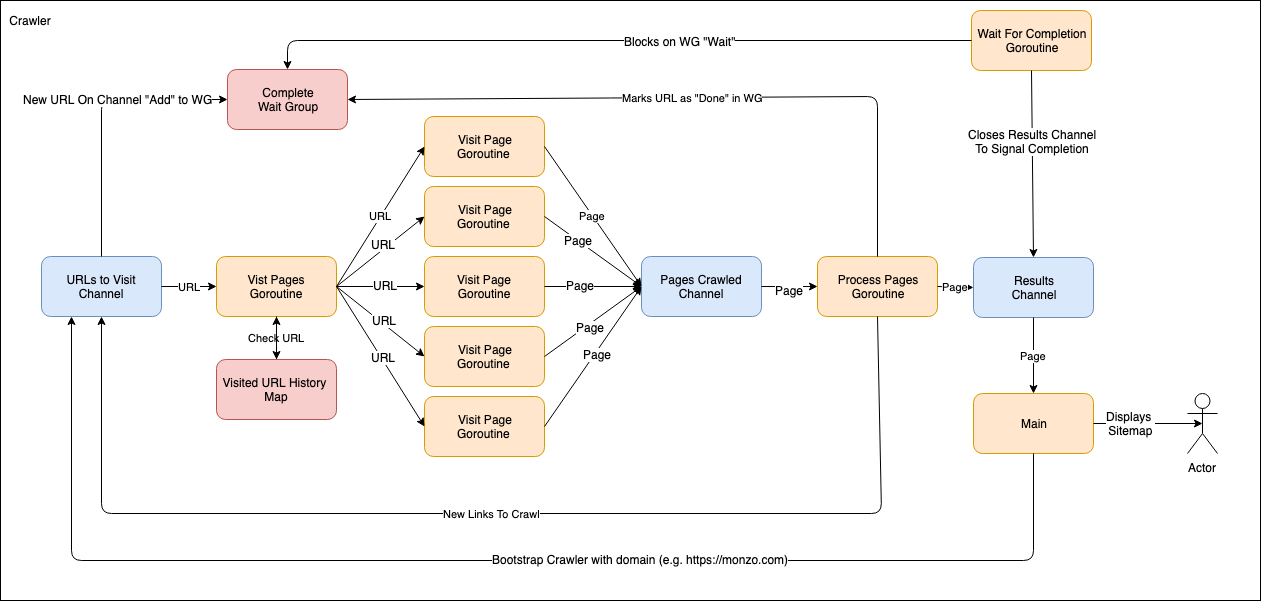 Crawler
Wait For Completion
Goroutine
Blocks on WG "Wait"
Complete
Wait Group
New URL On Channel "Add" to WG
Marks URL as "Done" in WG
Closes Results Channel
To Signal Completion
Visit Page
Goroutine
Visit Page
Goroutine
Visit Page
Goroutine
Visit Page
Goroutine
Visit Page
Goroutine
URL
URL
URL
URL
URL
Page
Page
Page
Page
Page
URLs to Visit
Channel
URL
Vist Pages
Goroutine
Check URL
Visited URL History
Map
Pages Crawled
Channel
Page
Process Pages
Goroutine
Page
Results
Channel
Page
Main
Displays
Sitemap
Actor
New Links To Crawl
Bootstrap Crawler with domain (e.g. https://monzo.com)